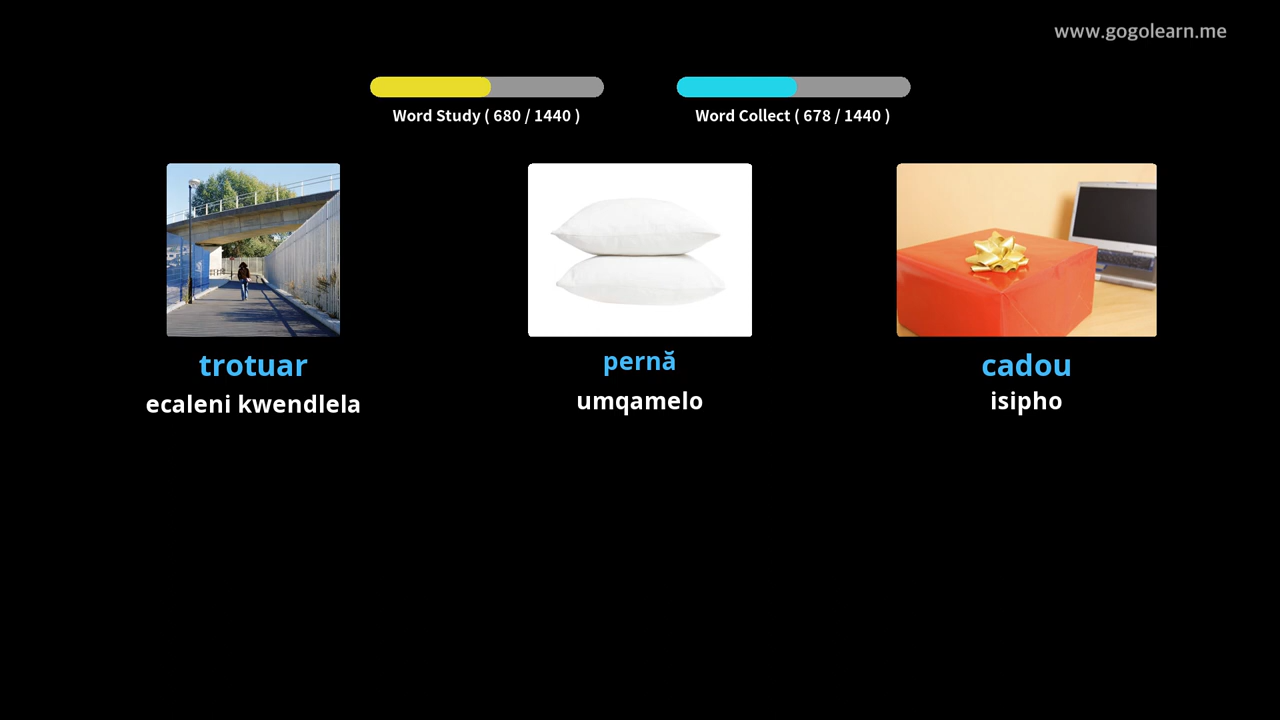 www.gogolearn.me
Word Study ( 680 / 1440 )
Word Collect ( 678 / 1440 )
trotuar
ecaleni kwendlela
pernă
umqamelo
cadou
isipho